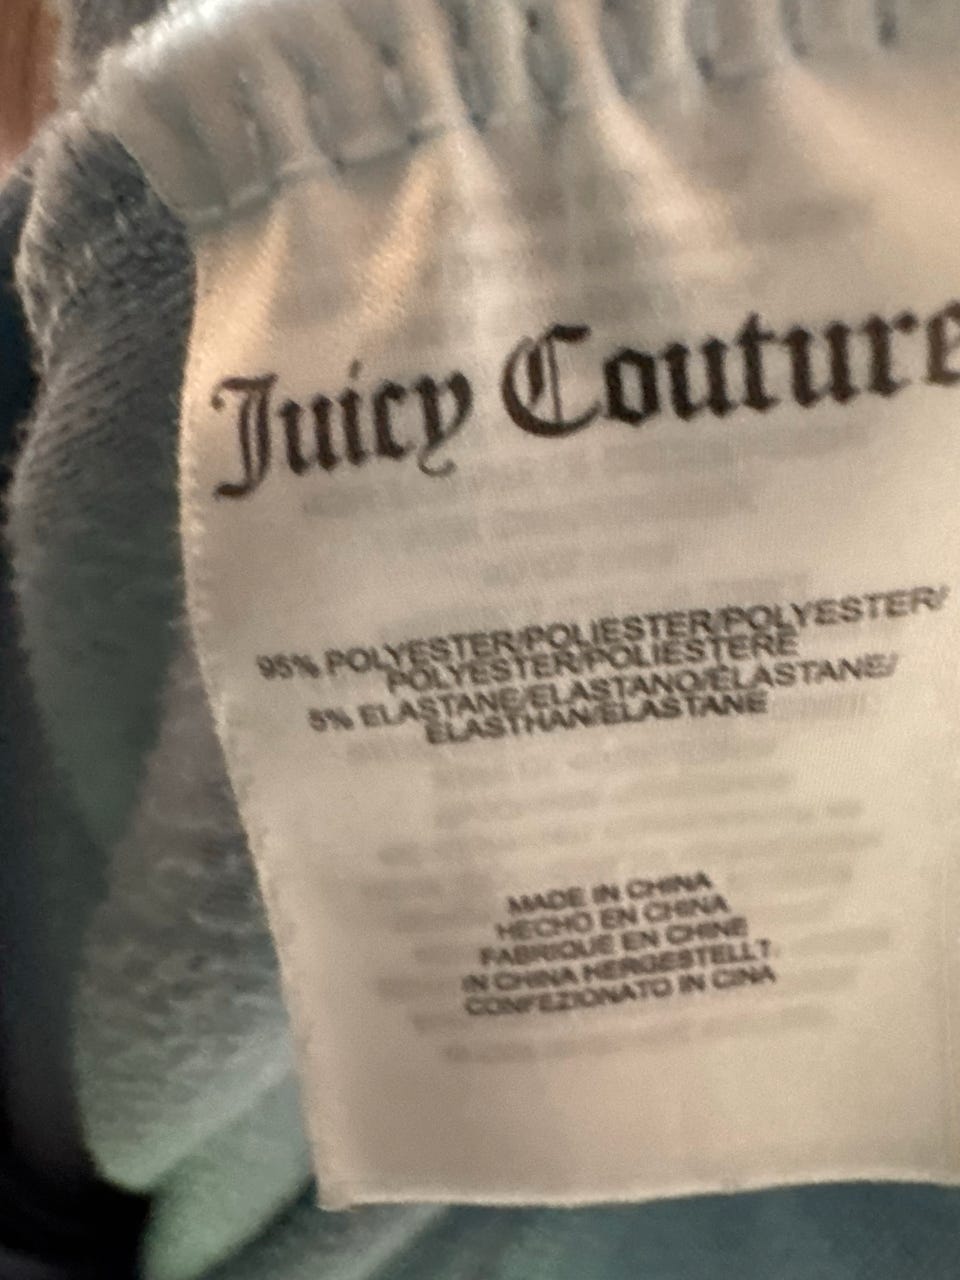 Juicy Couture
95% POLYESTER/POLIESTER/POLYESTER/
POLYESTER/POLIESTERE
5% ELASTANE/ELASTANO/ÉLASTANE/
ELASTHAN/ELASTANE
MADE IN CHINA
HECHO EN CHINA
FABRIQUÉ EN CHINE
IN CHINA HERGESTELLT
CONFEZIONATO IN CINA